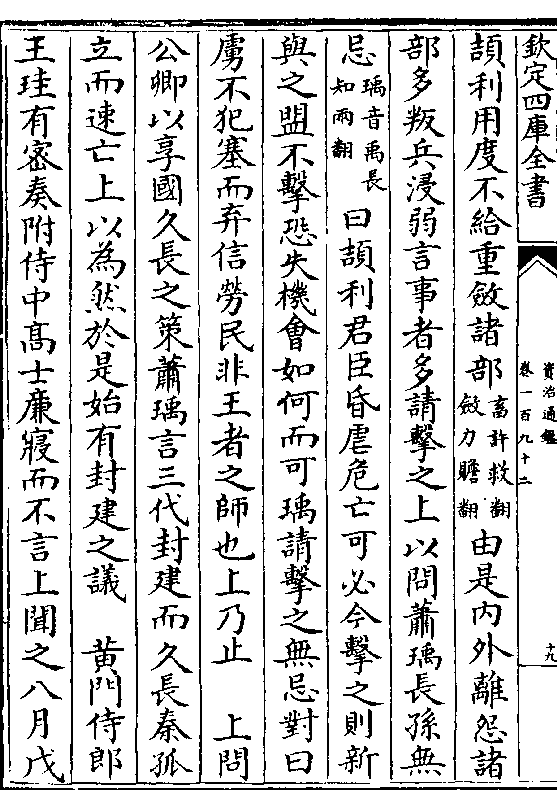 欽定四庫全書
資治通鑑
卷一百九十二
十九
頡利用度不給重斂諸部畜許救翻斂力贍翻由是内外離怨諸
部多叛兵浸弱言事者多請擊之上以問蕭瑀長孫無
忌瑀音禹長知兩翻曰頡利君臣昏虐危亡可必今擊之則新
與之盟不擊恐失機會如何而可瑀請擊之無忌對曰
虜不犯塞而弃信勞民非王者之師也上乃止　上問
公卿以享國久長之策蕭瑀言三代封建而久長秦孤
立而速亡上以為然於是始有封建之議　黄門侍郎
王珪有密奏附侍中髙士廉寢而不言上聞之八月戊